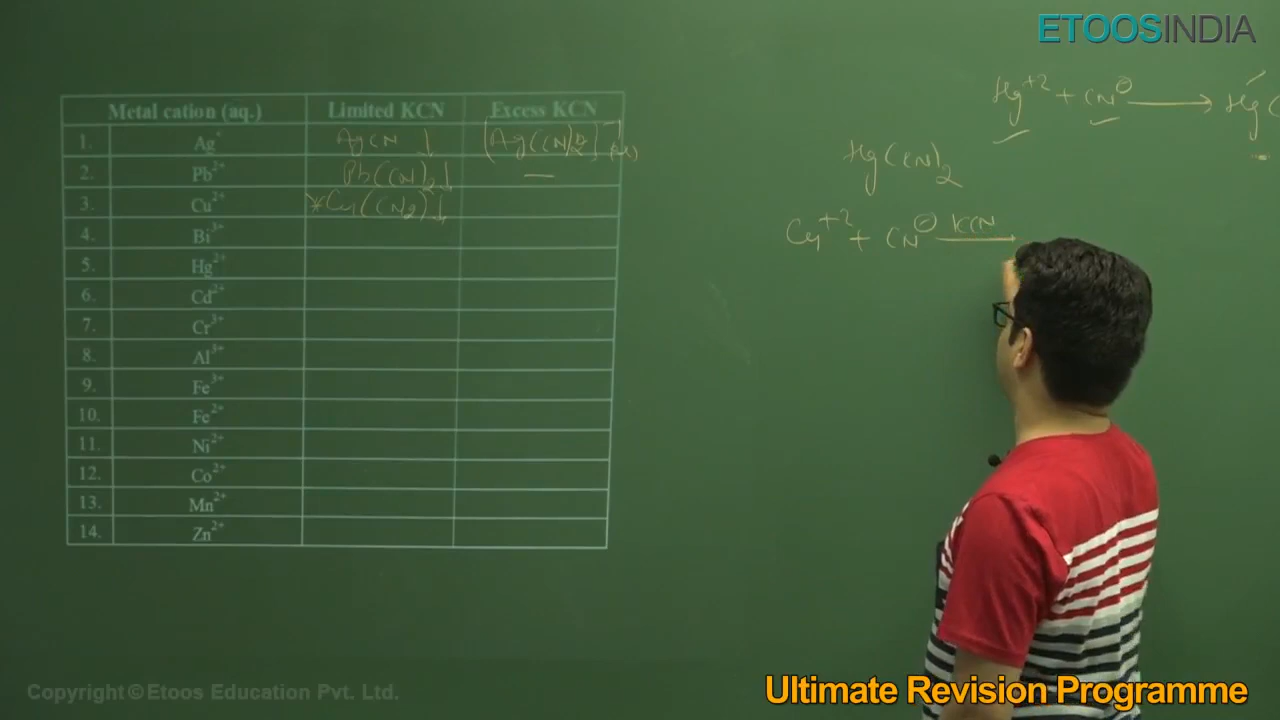 ETOOSINDIA
Metal cation (aq.) Limited KCN Excess KCN
1. Ag⁺ AgCN ↓ [Ag(CN)₂]⁻¹
2. Pb²⁺ Pb(CN)₂↓ —
3. Cu²⁺ *Cu(CN)₂↓
4. Bi³⁺
5. Hg²⁺
6. Cd²⁺
7. Cr³⁺
8. Al³⁺
9. Fe³⁺
10. Fe²⁺
11. Ni²⁺
12. Co²⁺
13. Mn²⁺
14. Zn²⁺
Hg⁺² + CN⊖ ⟶ Hg(
Hg(CN)₂
Cu⁺² + CN⊖ KCN ⟶
Copyright © Etoos Education Pvt. Ltd.
Ultimate Revision Programme